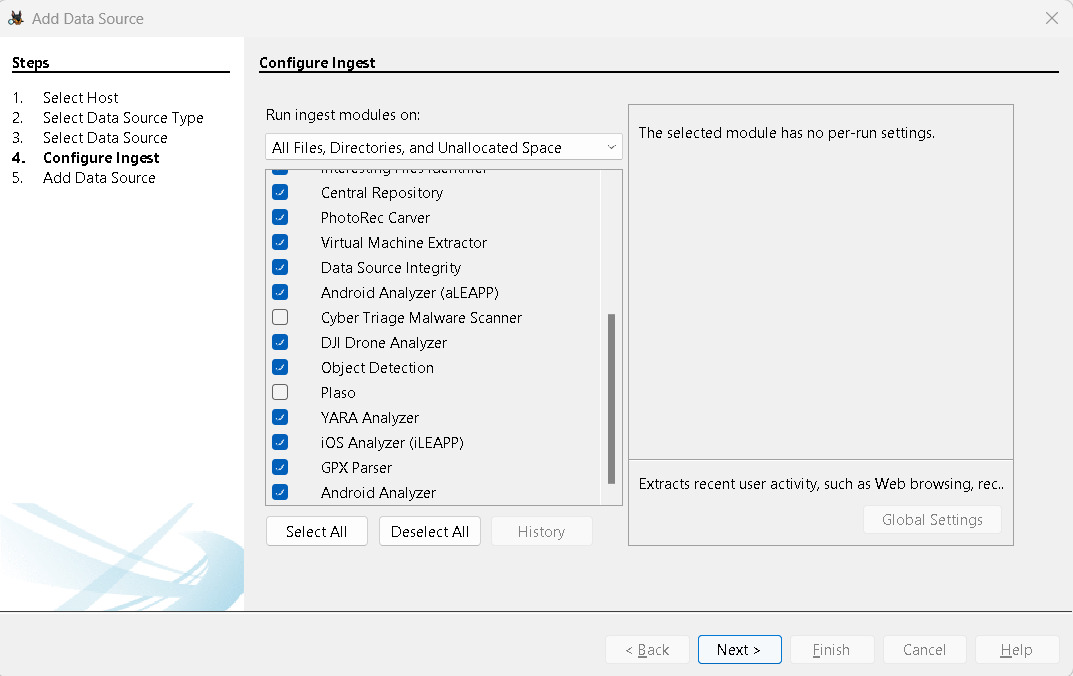 Add Data Source
Steps
1. Select Host
2. Select Data Source Type
3. Select Data Source
4. Configure Ingest
5. Add Data Source
Configure Ingest
Run ingest modules on:
All Files, Directories, and Unallocated Space
Interesting Files Identifier
Central Repository
PhotoRec Carver
Virtual Machine Extractor
Data Source Integrity
Android Analyzer (aLEAPP)
Cyber Triage Malware Scanner
DJI Drone Analyzer
Object Detection
Plaso
YARA Analyzer
iOS Analyzer (iLEAPP)
GPX Parser
Android Analyzer
Select All Deselect All History
The selected module has no per-run settings.
Extracts recent user activity, such as Web browsing, rec..
Global Settings
< Back Next > Finish Cancel Help